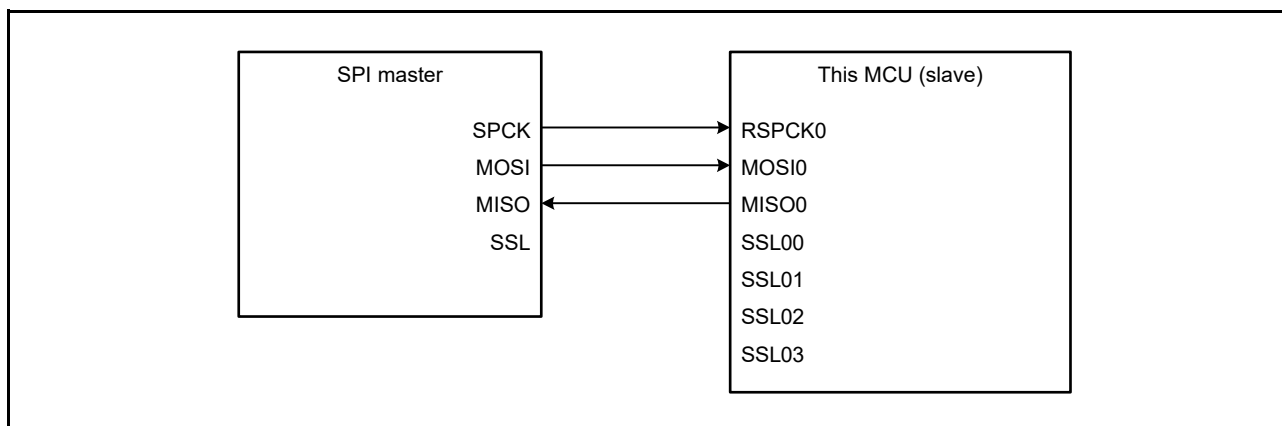 SPI master
SPCK
MOSI
MISO
SSL
This MCU (slave)
RSPCK0
MOSI0
MISO0
SSL00
SSL01
SSL02
SSL03